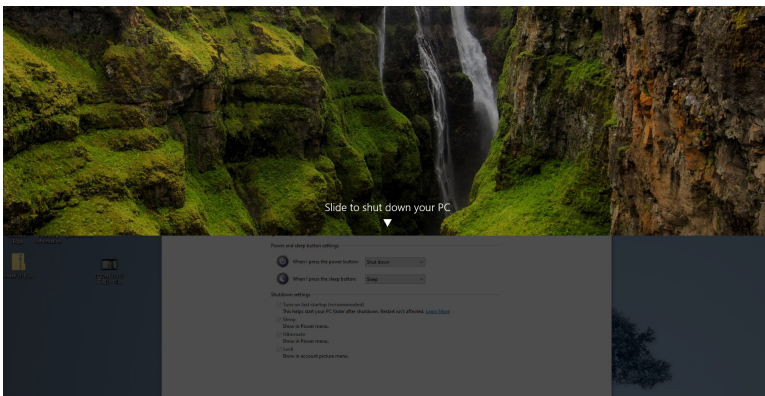 Slide to shut down your PC
Power and sleep button settings
When I press the power button: Shut down
When I press the sleep button: Sleep
Shutdown settings
Turn on fast startup (recommended)
This helps start your PC faster after shutdown. Restart isn't affected. Learn More
Sleep
Show in Power menu.
Hibernate
Show in Power menu.
Lock
Show in account picture menu.